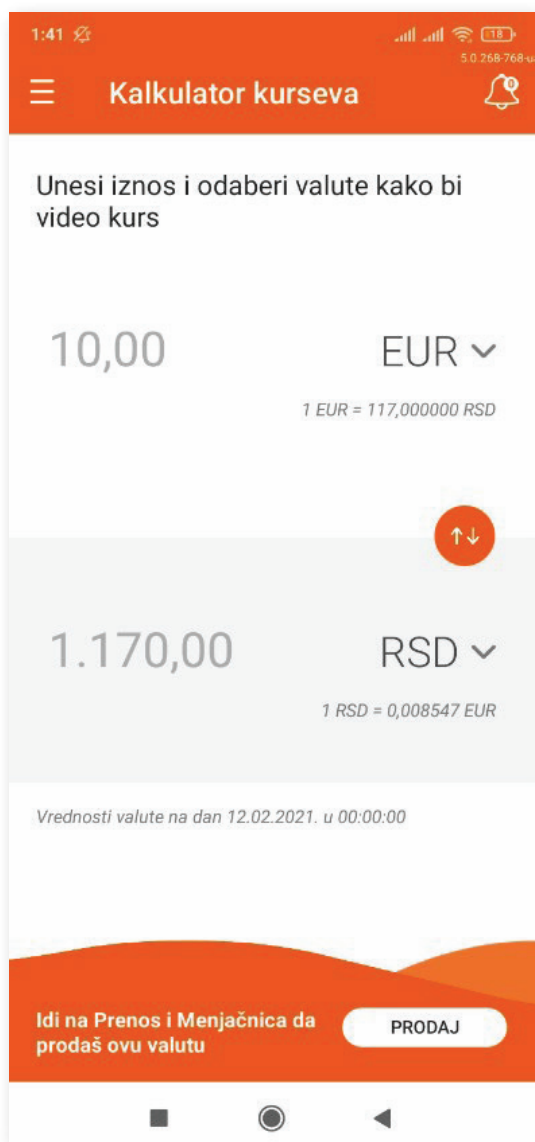 1:41
18
5.0.268-768-u
Kalkulator kurseva
0
Unesi iznos i odaberi valute kako bi
video kurs
10,00 EUR
1 EUR = 117,000000 RSD
1.170,00 RSD
1 RSD = 0,008547 EUR
Vrednosti valute na dan 12.02.2021. u 00:00:00
Idi na Prenos i Menjačnica da
prodaš ovu valutu
PRODAJ